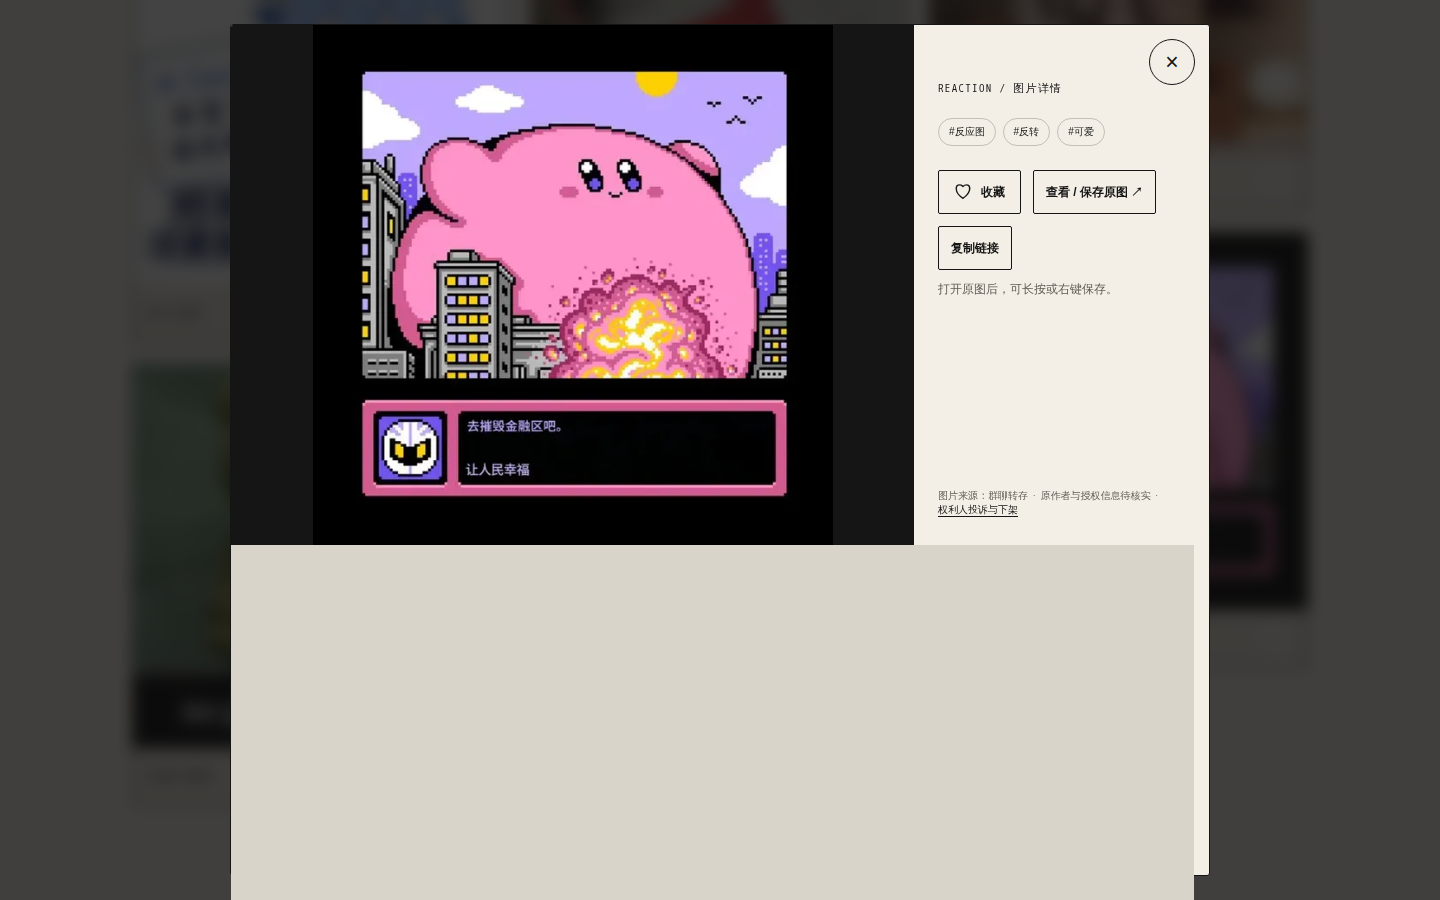 去摧毁金融区吧。
让人民幸福
REACTION / 图片详情
×
#反应图 #反转 #可爱
收藏 查看 / 保存原图 ↗
复制链接
打开原图后，可长按或右键保存。
图片来源：群聊转存 · 原作者与授权信息待核实 ·
权利人投诉与下架